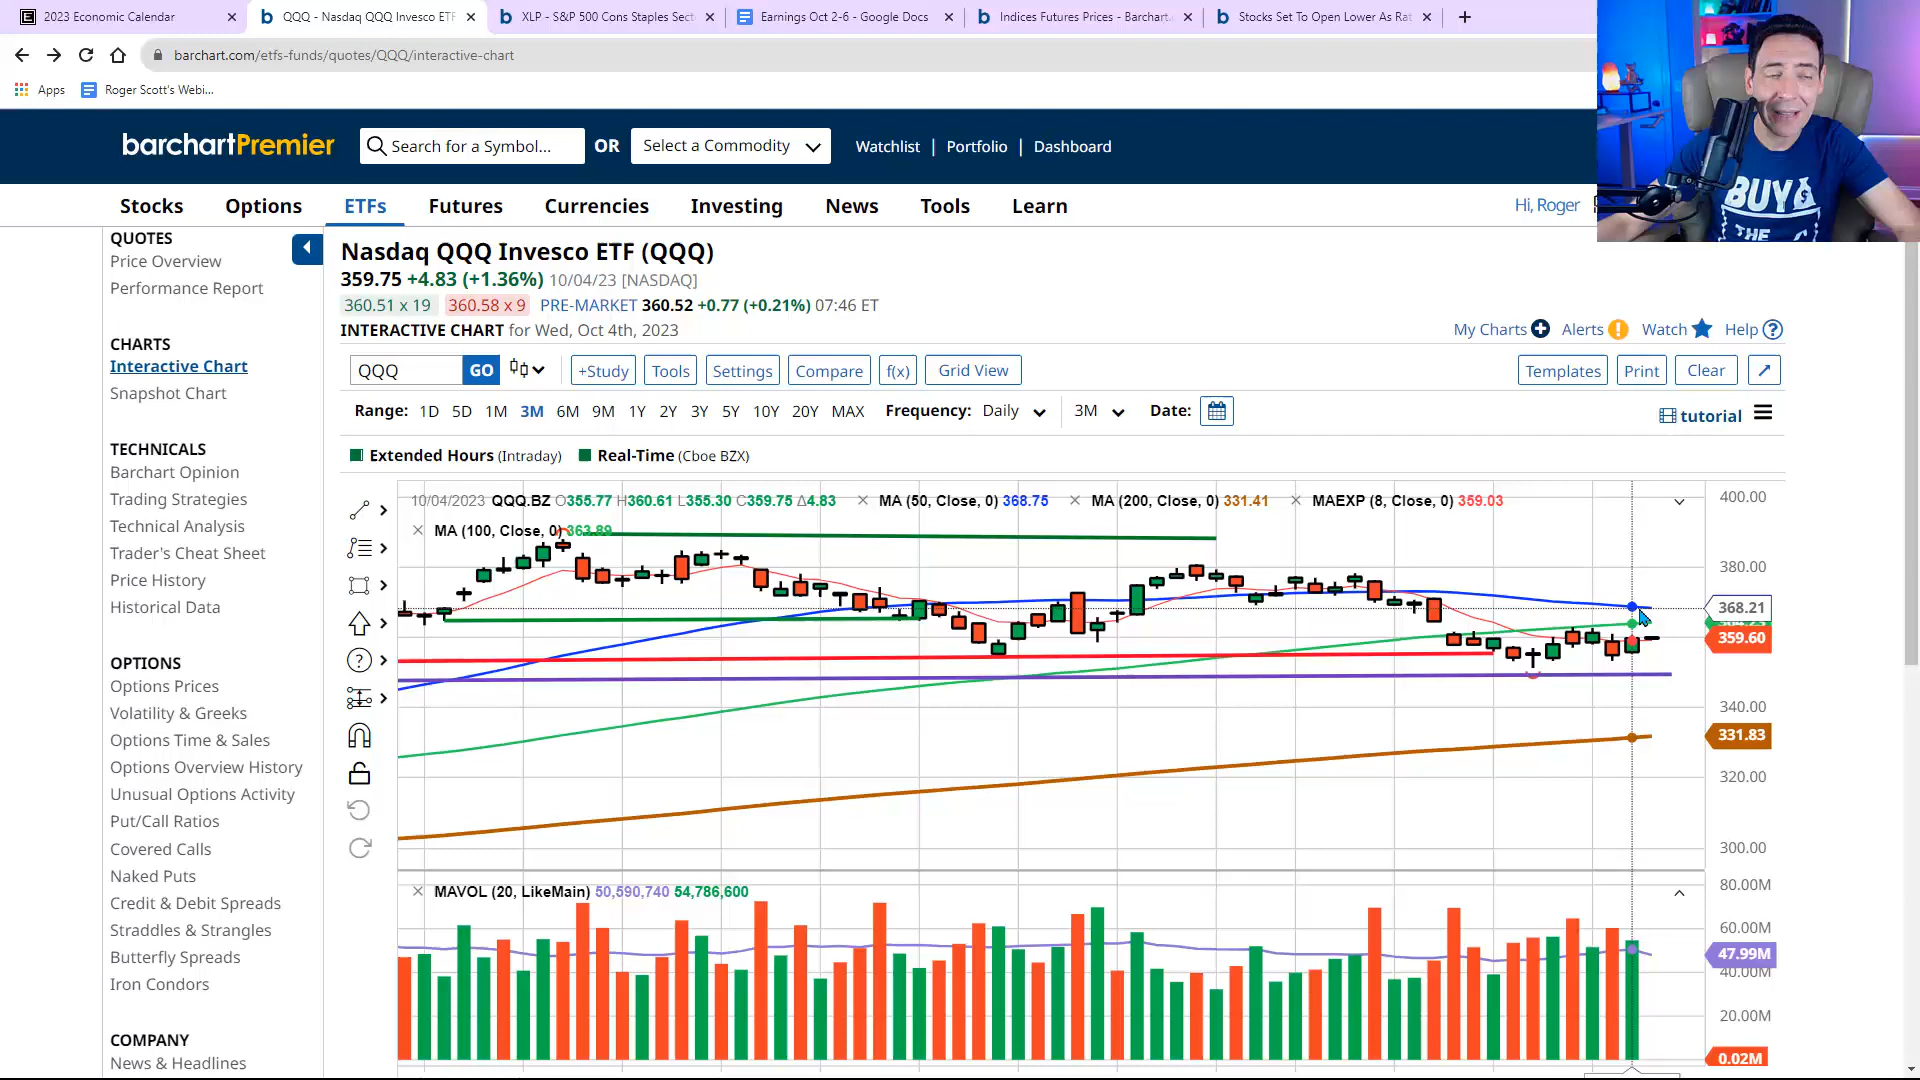 2023 Economic Calendar
QQQ - Nasdaq QQQ Invesco ETF
XLP - S&P 500 Cons Staples Sect
Earnings Oct 2-6 - Google Docs
Indices Futures Prices - Barchart.
Stocks Set To Open Lower As Rat
barchart.com/etfs-funds/quotes/QQQ/interactive-chart
Apps
Roger Scott's Webi...
barchartPremier
Search for a Symbol...
OR
Select a Commodity
Watchlist | Portfolio | Dashboard
BUY
THE
Stocks Options ETFs Futures Currencies Investing News Tools Learn
Hi, Roger
QUOTES
Price Overview
Performance Report
CHARTS
Interactive Chart
Snapshot Chart
TECHNICALS
Barchart Opinion
Trading Strategies
Technical Analysis
Trader's Cheat Sheet
Price History
Historical Data
OPTIONS
Options Prices
Volatility & Greeks
Options Time & Sales
Options Overview History
Unusual Options Activity
Put/Call Ratios
Covered Calls
Naked Puts
Credit & Debit Spreads
Straddles & Strangles
Butterfly Spreads
Iron Condors
COMPANY
News & Headlines
Nasdaq QQQ Invesco ETF (QQQ)
359.75 +4.83 (+1.36%) 10/04/23 [NASDAQ]
360.51 x 19 360.58 x 9 PRE-MARKET 360.52 +0.77 (+0.21%) 07:46 ET
INTERACTIVE CHART for Wed, Oct 4th, 2023
My Charts Alerts Watch Help
QQQ GO +Study Tools Settings Compare f(x) Grid View
Templates Print Clear
Range: 1D 5D 1M 3M 6M 9M 1Y 2Y 3Y 5Y 10Y 20Y MAX Frequency: Daily 3M Date:
tutorial
Extended Hours (Intraday) Real-Time (Cboe BZX)
10/04/2023 QQQ.BZ O355.77 H360.61 L355.30 C359.75 Δ4.83 MA (50, Close, 0) 368.75 MA (200, Close, 0) 331.41 MAEXP (8, Close, 0) 359.03
MA (100, Close, 0) 363.89
400.00
380.00
368.21
359.60
340.00
331.83
320.00
300.00
MAVOL (20, LikeMain) 50,590,740 54,786,600
80.00M
60.00M
47.99M
40.00M
20.00M
0.02M